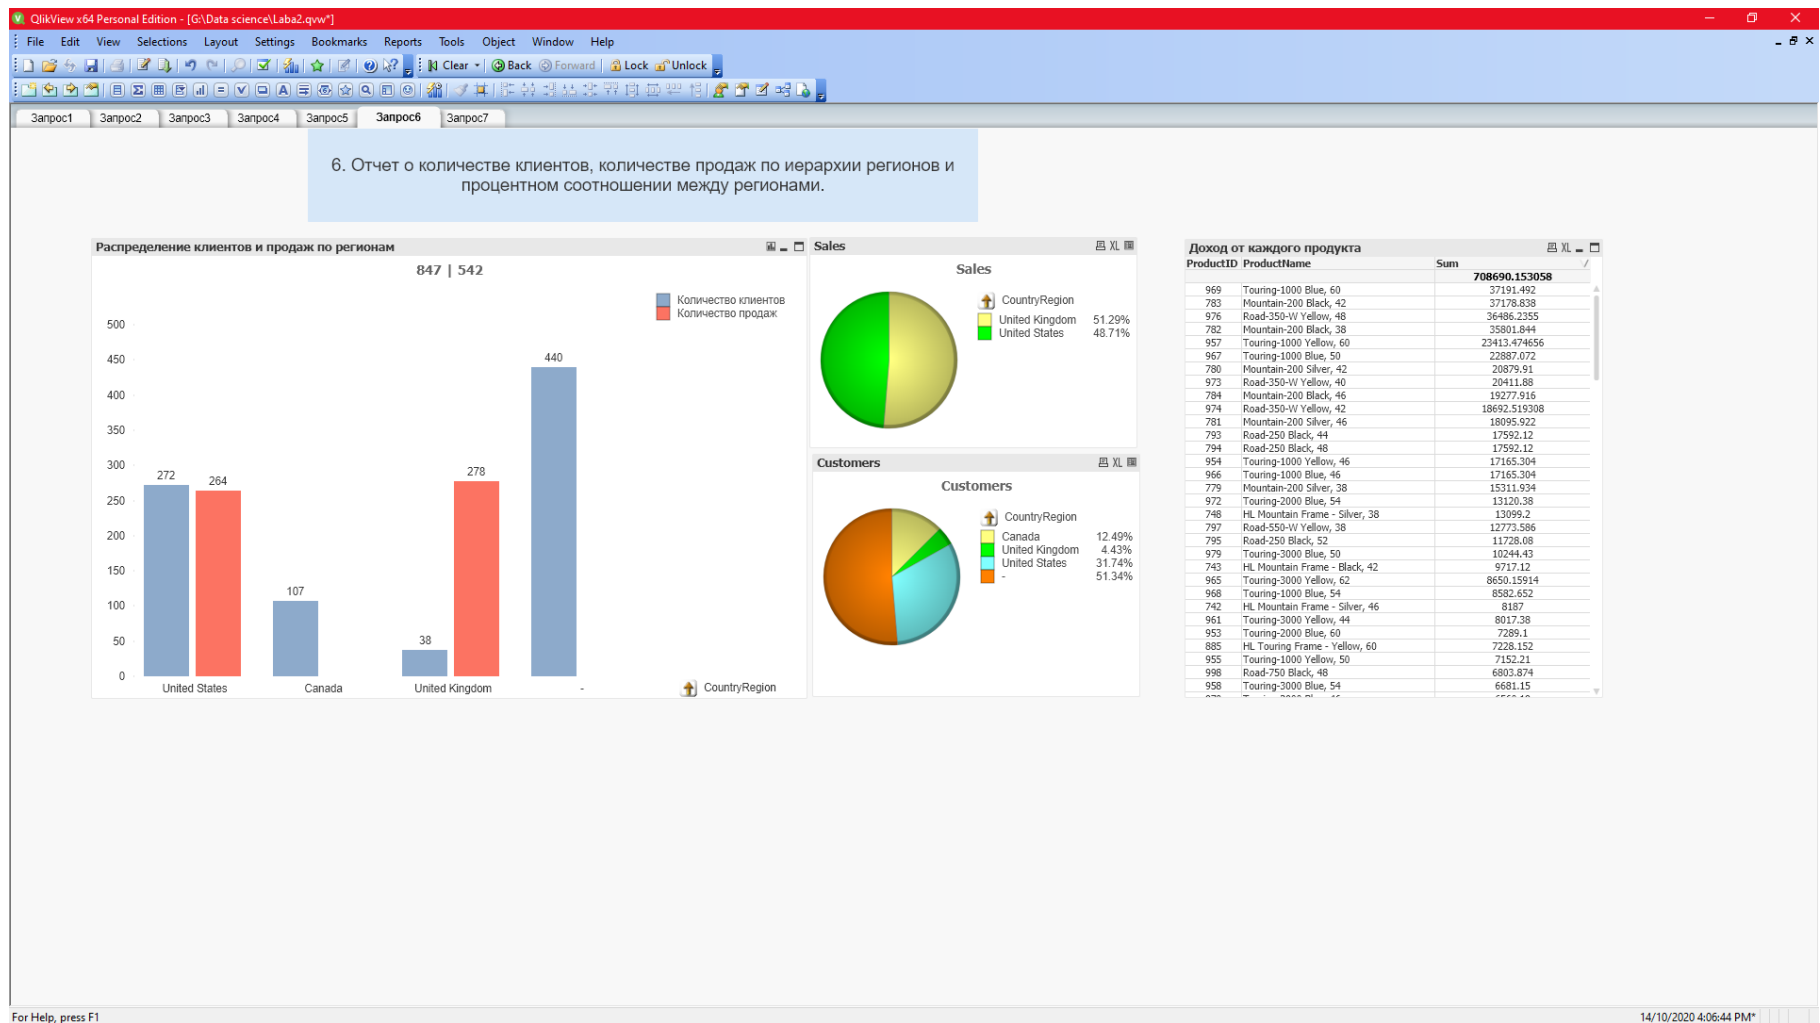 QlikView x64 Personal Edition - [G:\Data science\Laba2.qvw*]
File Edit View Selections Layout Settings Bookmarks Reports Tools Object Window Help
Clear Back Forward Lock Unlock
Запрос1 Запрос2 Запрос3 Запрос4 Запрос5 Запрос6 Запрос7
6. Отчет о количестве клиентов, количестве продаж по иерархии регионов и
процентном соотношении между регионами.
Распределение клиентов и продаж по регионам
847 | 542
Количество клиентов
Количество продаж
500
450
400
350
300
250
200
150
100
50
0
272
264
107
38
278
440
United States
Canada
United Kingdom
-
CountryRegion
Sales XL
Sales
CountryRegion
United Kingdom 51.29%
United States 48.71%
Customers XL
Customers
CountryRegion
Canada 12.49%
United Kingdom 4.43%
United States 31.74%
- 51.34%
Доход от каждого продукта XL
ProductID ProductName Sum
708690.153058
969 Touring-1000 Blue, 60 37191.492
783 Mountain-200 Black, 42 37178.838
976 Road-350-W Yellow, 48 36486.2355
782 Mountain-200 Black, 38 35801.844
957 Touring-1000 Yellow, 60 23413.474656
967 Touring-1000 Blue, 50 22887.072
780 Mountain-200 Silver, 42 20879.91
973 Road-350-W Yellow, 40 20411.88
784 Mountain-200 Black, 46 19277.916
974 Road-350-W Yellow, 42 18692.519308
781 Mountain-200 Silver, 46 18095.922
793 Road-250 Black, 44 17592.12
794 Road-250 Black, 48 17592.12
954 Touring-1000 Yellow, 46 17165.304
966 Touring-1000 Blue, 46 17165.304
779 Mountain-200 Silver, 38 15311.934
972 Touring-2000 Blue, 54 13120.38
748 HL Mountain Frame - Silver, 38 13099.2
797 Road-550-W Yellow, 38 12773.586
795 Road-250 Black, 52 11728.08
979 Touring-3000 Blue, 50 10244.43
743 HL Mountain Frame - Black, 42 9717.12
965 Touring-3000 Yellow, 62 8650.15914
968 Touring-1000 Blue, 54 8582.652
742 HL Mountain Frame - Silver, 46 8187
961 Touring-3000 Yellow, 44 8017.38
953 Touring-2000 Blue, 60 7289.1
885 HL Touring Frame - Yellow, 60 7228.152
955 Touring-1000 Yellow, 50 7152.21
998 Road-750 Black, 48 6803.874
958 Touring-3000 Blue, 54 6681.15
For Help, press F1
14/10/2020 4:06:44 PM*